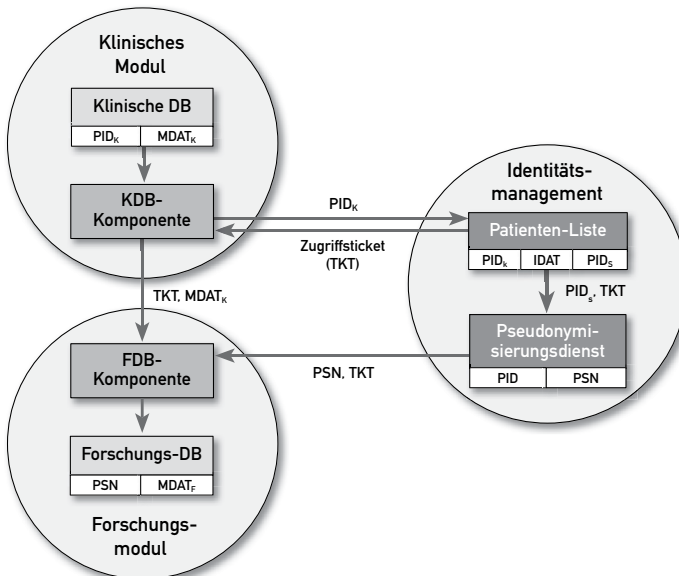 Klinisches
Modul
Klinische DB
PIDK MDATK
KDB-
Komponente
PIDK
Zugriffsticket
(TKT)
Identitäts-
management
Patienten-Liste
PIDk IDAT PIDS
PIDs, TKT
Pseudonymi-
sierungsdienst
PID PSN
TKT, MDATK
PSN, TKT
FDB-
Komponente
Forschungs-DB
PSN MDATF
Forschungs-
modul